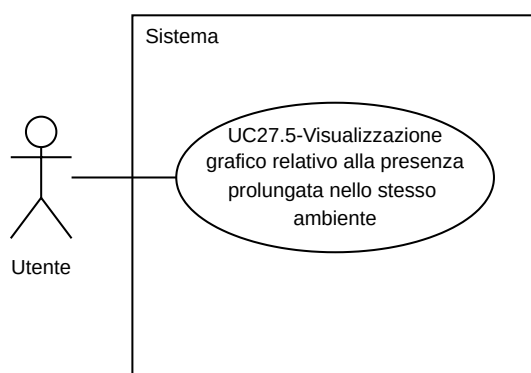 Sistema
UC27.5-Visualizzazione
grafico relativo alla presenza
prolungata nello stesso
ambiente
Utente